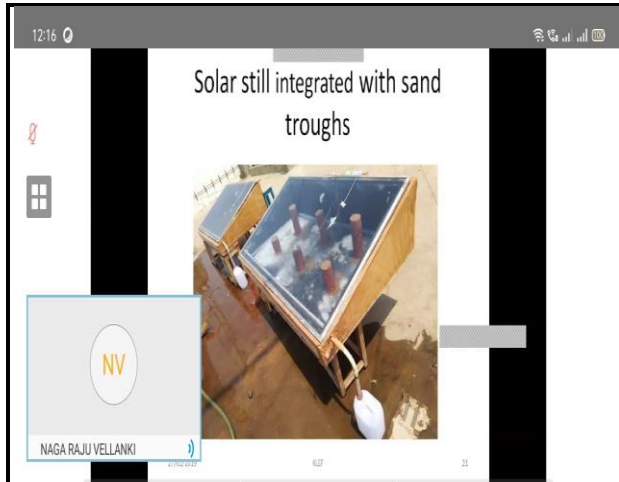 12:16
Solar still integrated with sand
troughs
NV
NAGA RAJU VELLANKI
KLEF
21